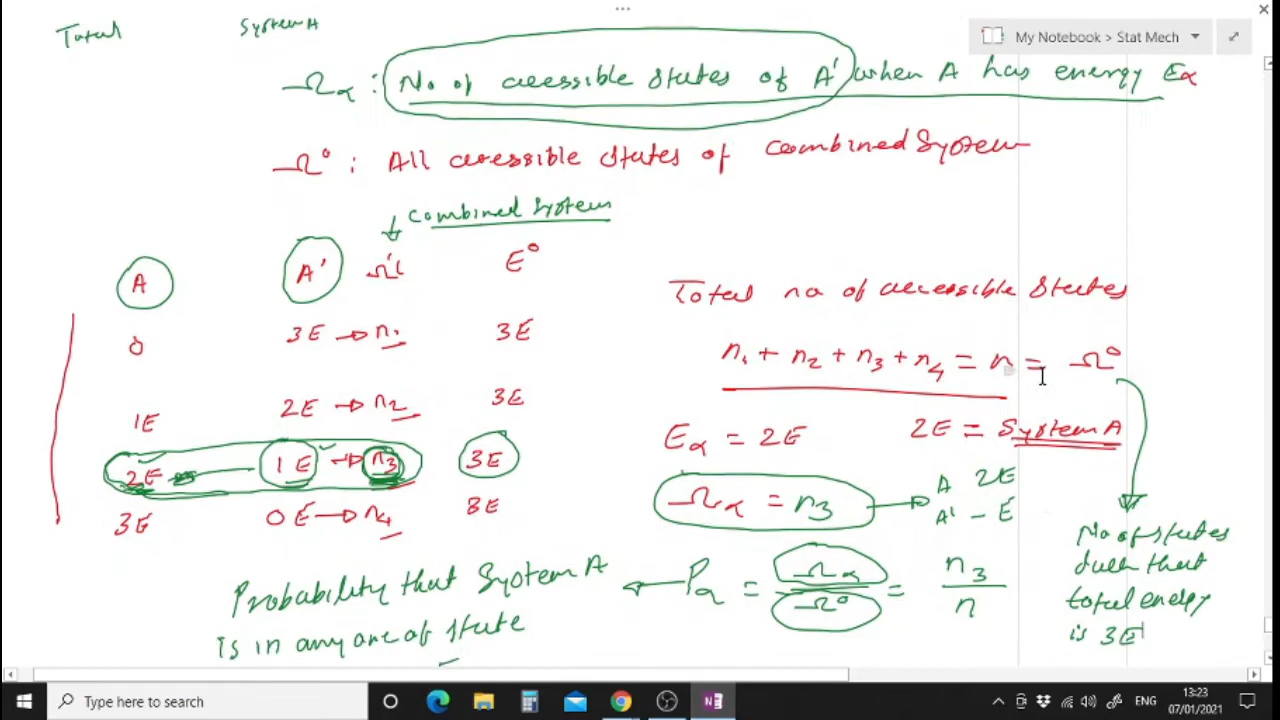 Total System A
My Notebook > Stat Mech
Ωα : No of acessible states of A' when A has energy Eα
Ω° : All acessible states of combined System
Combined System
A A' Ω' E°
0 3E → n₁ 3E
1E 2E → n₂ 3E
2E 1E → n₃ 3E
3E 0E → n₄ 3E
Total no of accessible States
n₁ + n₂ + n₃ + n₄ = n = Ω°
Eα = 2E 2E = System A
Ωα = n₃ → A 2E
A' - E
No of states
such that
total energy
is 3E
Probability that System A
is in any one of state
← Pα = Ωα/Ω° = n₃/n
Type here to search
ENG
13:23
07/01/2021